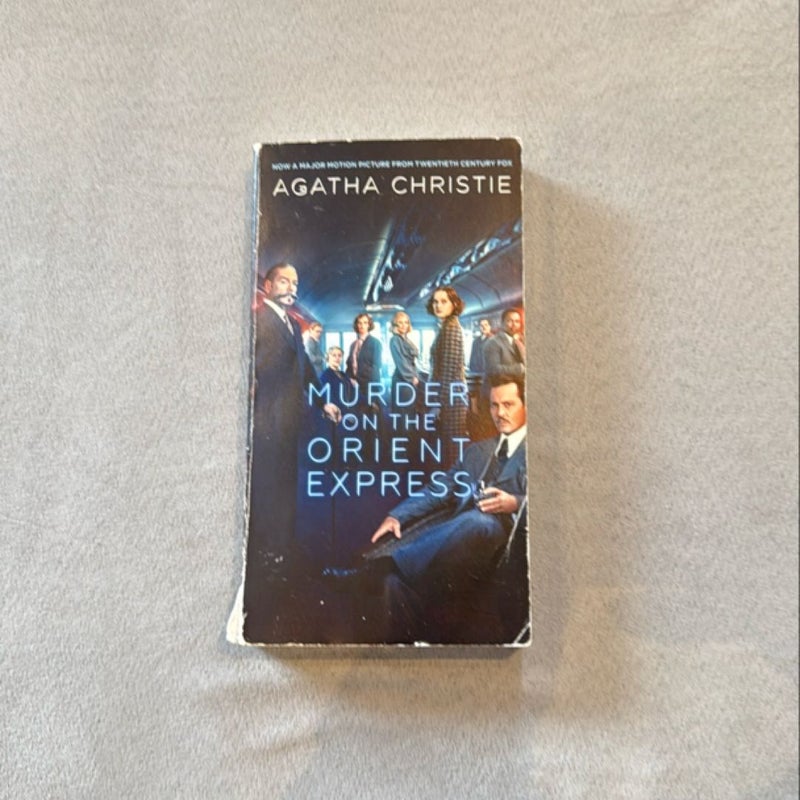 NOW A MAJOR MOTION PICTURE FROM TWENTIETH CENTURY FOX
AGATHA CHRISTIE
MURDER
ON THE
ORIENT
EXPRESS